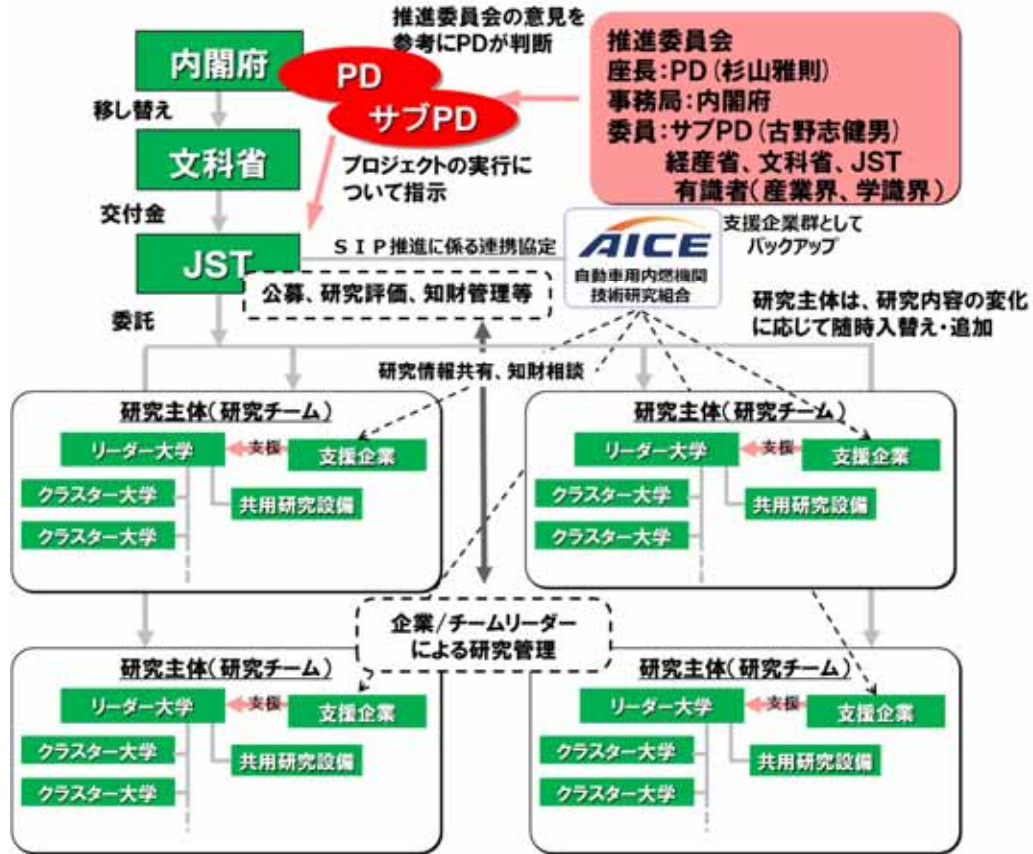 推進委員会の意見を
参考にPDが判断
内閣府
PD
サブPD
推進委員会
座長：PD（杉山雅則）
事務局：内閣府
委員：サブPD（古野志健男）
経産省、文科省、JST
有識者（産業界、学識界）
移し替え
文科省
プロジェクトの実行に
ついて指示
交付金
JST
SIP推進に係る連携協定
AICE
自動車用内燃機関
技術研究組合
支援企業群として
バックアップ
公募、研究評価、知財管理等
委託
研究主体は、研究内容の変化
に応じて随時入替え・追加
研究情報共有、知財相談
研究主体（研究チーム）
リーダー大学
支援
支援企業
クラスター大学
共用研究設備
クラスター大学
研究主体（研究チーム）
リーダー大学
支援
支援企業
クラスター大学
共用研究設備
クラスター大学
企業/チームリーダー
による研究管理
研究主体（研究チーム）
リーダー大学
支援
支援企業
クラスター大学
共用研究設備
クラスター大学
研究主体（研究チーム）
リーダー大学
支援
支援企業
クラスター大学
共用研究設備
クラスター大学